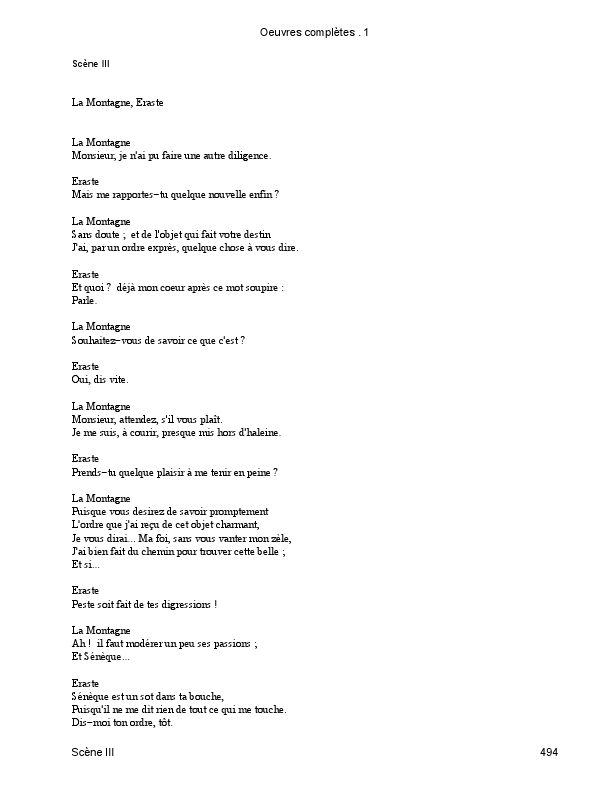 Oeuvres complètes . 1
Scène III
La Montagne, Eraste
La Montagne
Monsieur, je n'ai pu faire une autre diligence.
Eraste
Mais me rapportes−tu quelque nouvelle enfin ?
La Montagne
Sans doute ; et de l'objet qui fait votre destin
J'ai, par un ordre exprès, quelque chose à vous dire.
Eraste
Et quoi ? déjà mon coeur après ce mot soupire :
Parle.
La Montagne
Souhaitez−vous de savoir ce que c'est ?
Eraste
Oui, dis vite.
La Montagne
Monsieur, attendez, s'il vous plaît.
Je me suis, à courir, presque mis hors d'haleine.
Eraste
Prends−tu quelque plaisir à me tenir en peine ?
La Montagne
Puisque vous desirez de savoir promptement
L'ordre que j'ai reçu de cet objet charmant,
Je vous dirai... Ma foi, sans vous vanter mon zèle,
J'ai bien fait du chemin pour trouver cette belle ;
Et si...
Eraste
Peste soit fait de tes digressions !
La Montagne
Ah ! il faut modérer un peu ses passions ;
Et Sénèque...
Eraste
Sénèque est un sot dans ta bouche,
Puisqu'il ne me dit rien de tout ce qui me touche.
Dis−moi ton ordre, tôt.
Scène III
494